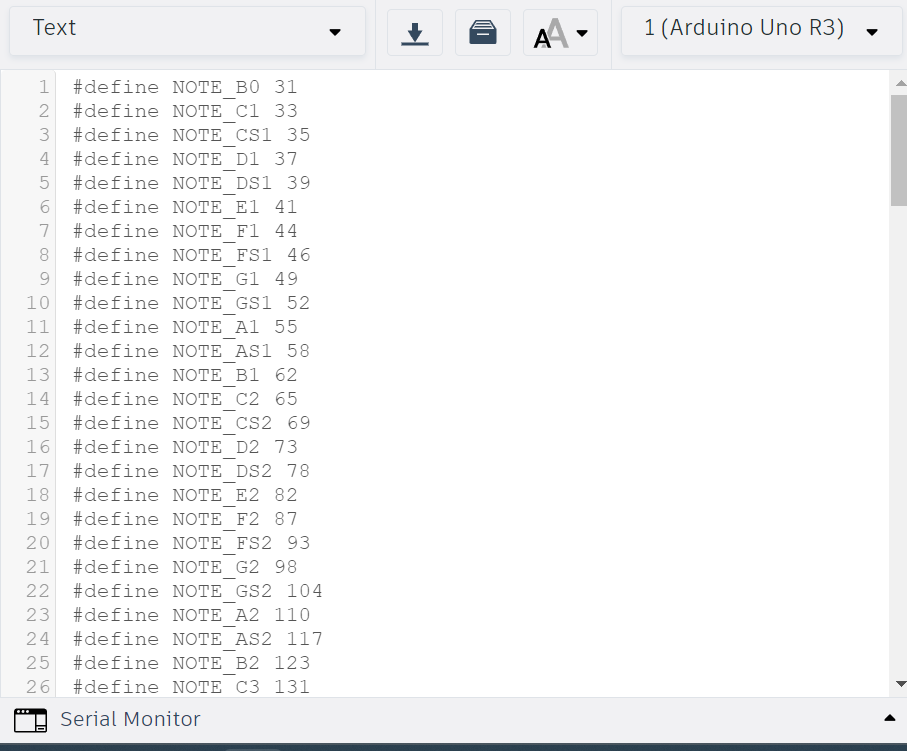 Text
1 (Arduino Uno R3)
1 #define NOTE_B0 31
2 #define NOTE_C1 33
3 #define NOTE_CS1 35
4 #define NOTE_D1 37
5 #define NOTE_DS1 39
6 #define NOTE_E1 41
7 #define NOTE_F1 44
8 #define NOTE_FS1 46
9 #define NOTE_G1 49
10 #define NOTE_GS1 52
11 #define NOTE_A1 55
12 #define NOTE_AS1 58
13 #define NOTE_B1 62
14 #define NOTE_C2 65
15 #define NOTE_CS2 69
16 #define NOTE_D2 73
17 #define NOTE_DS2 78
18 #define NOTE_E2 82
19 #define NOTE_F2 87
20 #define NOTE_FS2 93
21 #define NOTE_G2 98
22 #define NOTE_GS2 104
23 #define NOTE_A2 110
24 #define NOTE_AS2 117
25 #define NOTE_B2 123
26 #define NOTE_C3 131
Serial Monitor